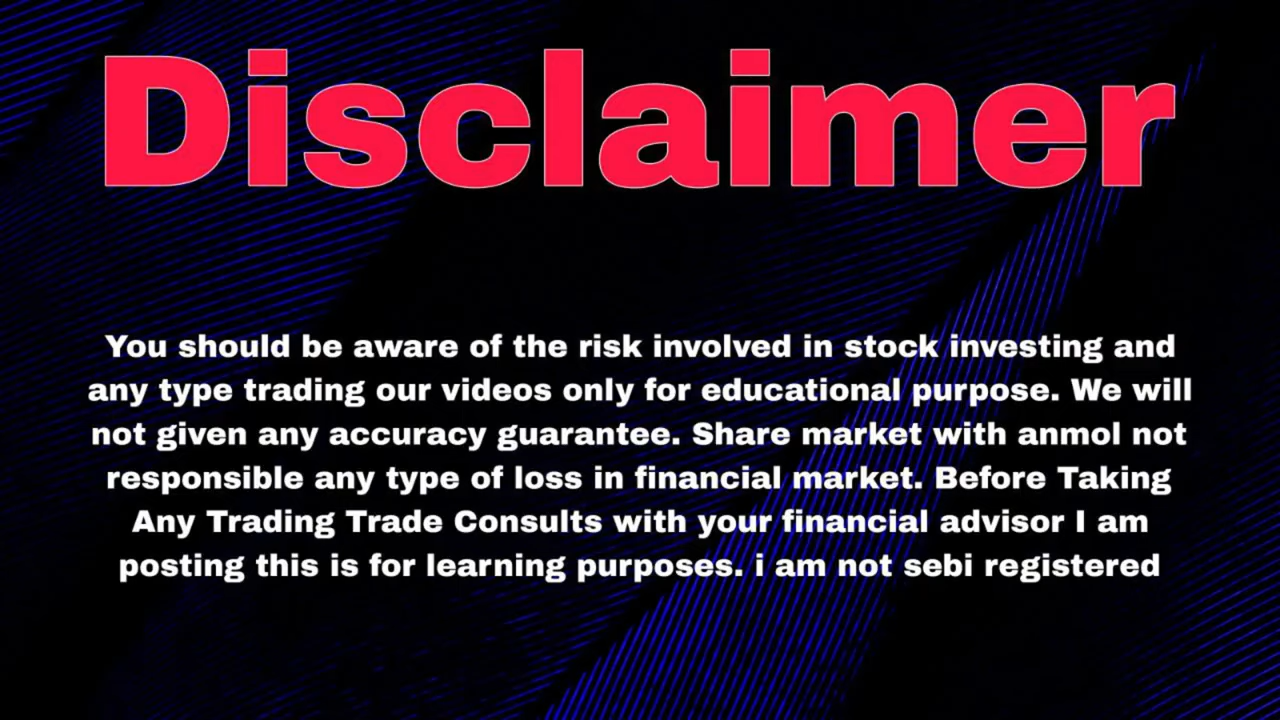 Disclaimer
You should be aware of the risk involved in stock investing and
any type trading our videos only for educational purpose. We will
not given any accuracy guarantee. Share market with anmol not
responsible any type of loss in financial market. Before Taking
Any Trading Trade Consults with your financial advisor I am
posting this is for learning purposes. i am not sebi registered